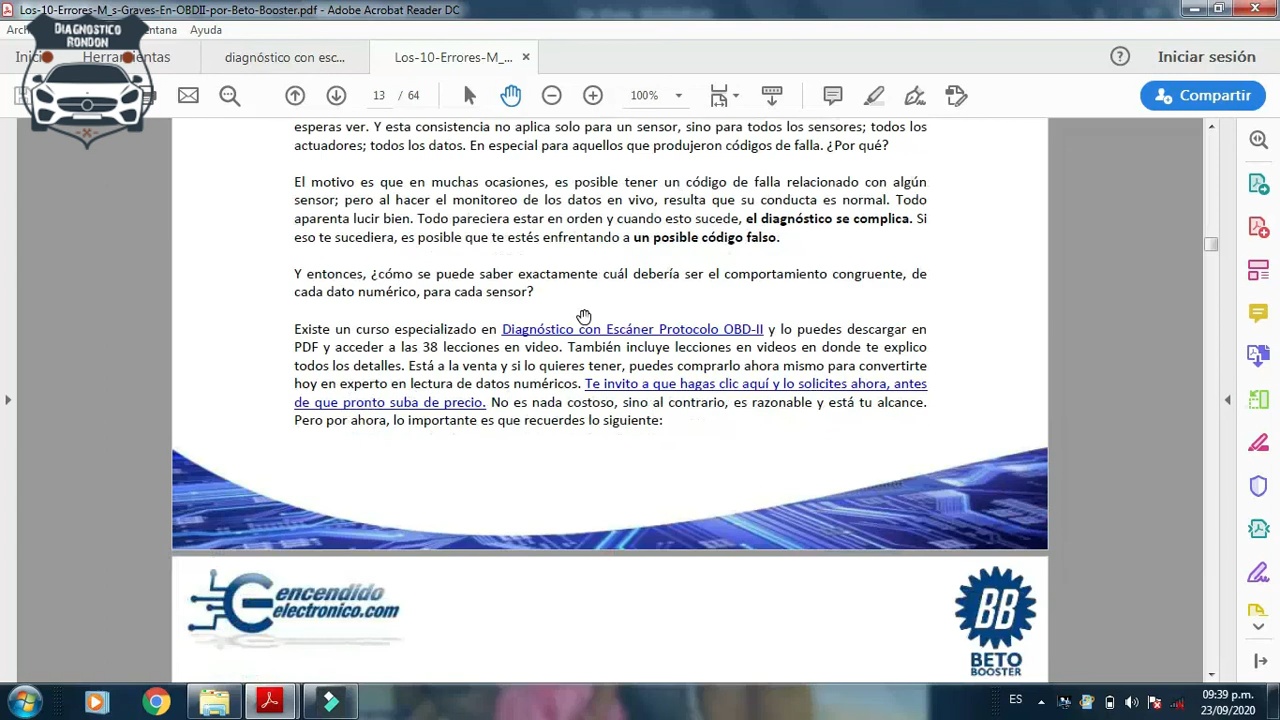 Los-10-Errores-M_s-Graves-En-OBDII-por-Beto-Booster.pdf - Adobe Acrobat Reader DC
DIAGNOSTICO
RONDON
Ayuda
Herramientas
diagnóstico con esc...
Los-10-Errores-M_...
Iniciar sesión
13 / 64
100%
Compartir
esperas ver. Y esta consistencia no aplica solo para un sensor, sino para todos los sensores; todos los
actuadores; todos los datos. En especial para aquellos que produjeron códigos de falla. ¿Por qué?
El motivo es que en muchas ocasiones, es posible tener un código de falla relacionado con algún
sensor; pero al hacer el monitoreo de los datos en vivo, resulta que su conducta es normal. Todo
aparenta lucir bien. Todo pareciera estar en orden y cuando esto sucede, el diagnóstico se complica. Si
eso te sucediera, es posible que te estés enfrentando a un posible código falso.
Y entonces, ¿cómo se puede saber exactamente cuál debería ser el comportamiento congruente, de
cada dato numérico, para cada sensor?
Existe un curso especializado en Diagnóstico con Escáner Protocolo OBD-II y lo puedes descargar en
PDF y acceder a las 38 lecciones en video. También incluye lecciones en videos en donde te explico
todos los detalles. Está a la venta y si lo quieres tener, puedes comprarlo ahora mismo para convertirte
hoy en experto en lectura de datos numéricos. Te invito a que hagas clic aquí y lo solicites ahora, antes
de que pronto suba de precio. No es nada costoso, sino al contrario, es razonable y está tu alcance.
Pero por ahora, lo importante es que recuerdes lo siguiente:
encendido
electronico.com
BB
BETO
BOOSTER
ES
09:39 p.m.
23/09/2020